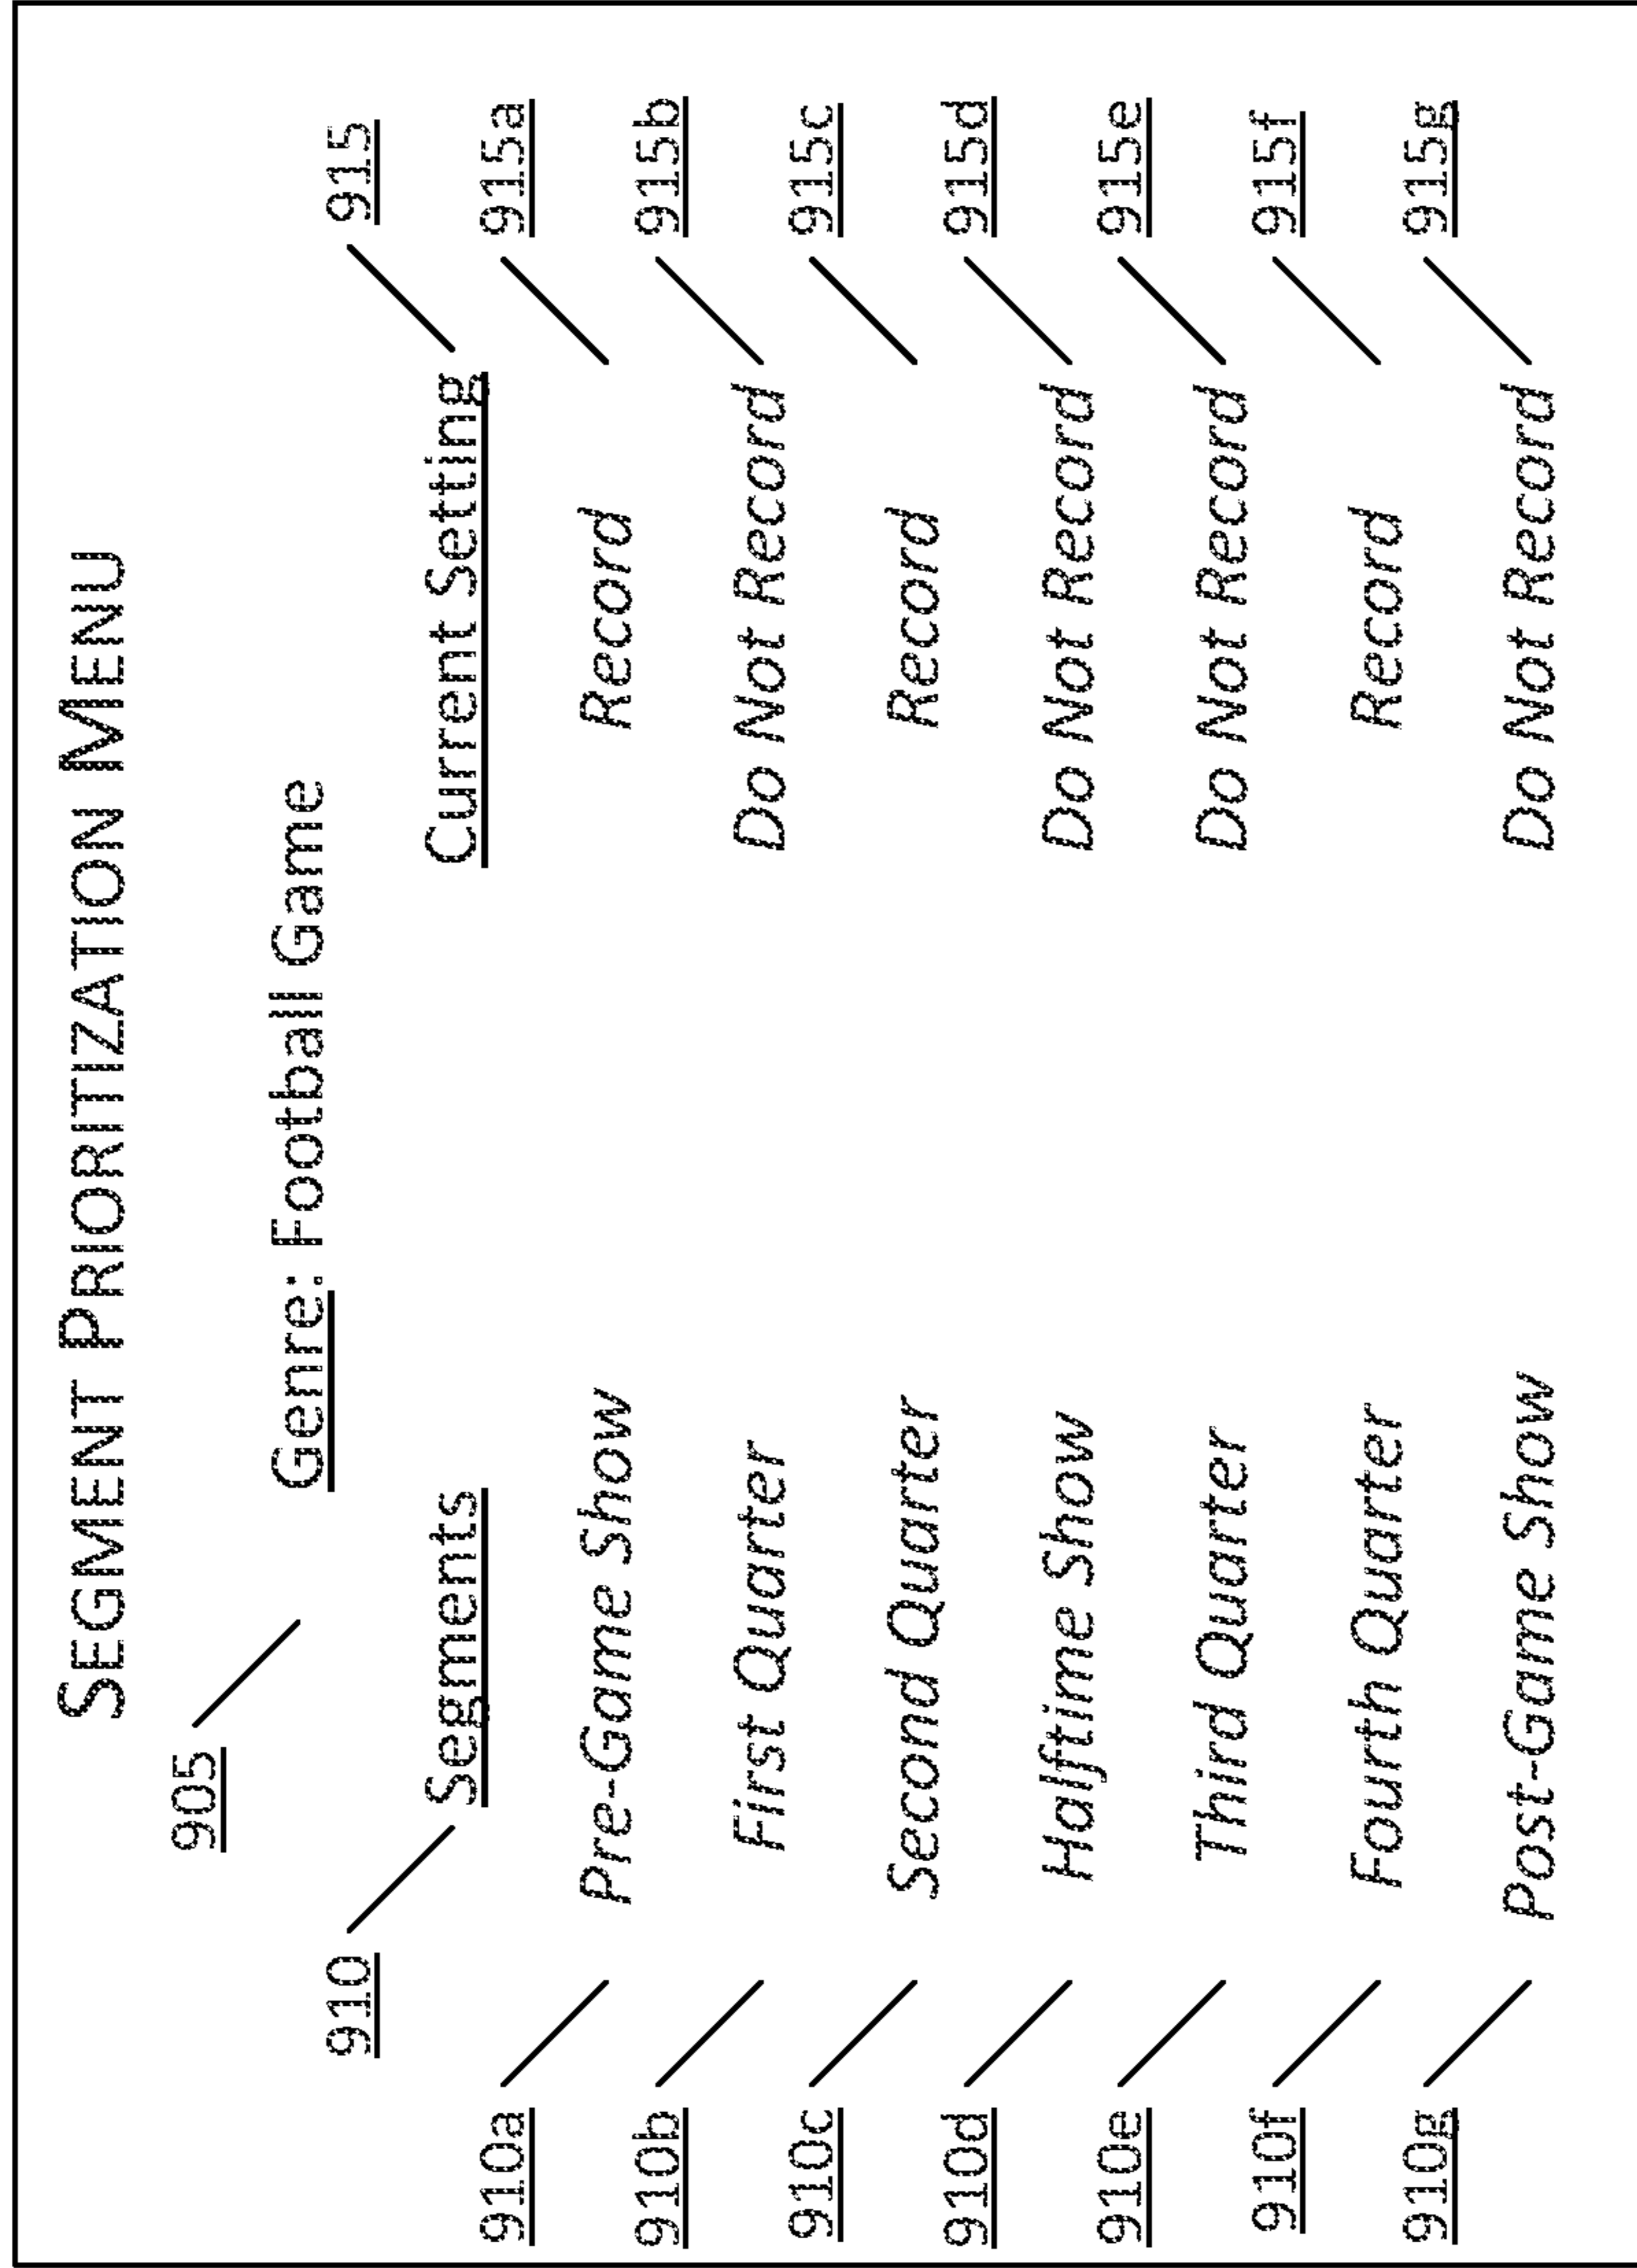 SEGMENT PRIORITIZATION MENU
905
Genre: Football Game
910 915
Segments Current Setting
910a 915a
Pre-Game Show Record
910b 915b
First Quarter Do Not Record
910c 915c
Second Quarter Record
910d 915d
Halftime Show Do Not Record
910e 915e
Third Quarter Do Not Record
910f 915f
Fourth Quarter Record
910g 915g
Post-Game Show Do Not Record